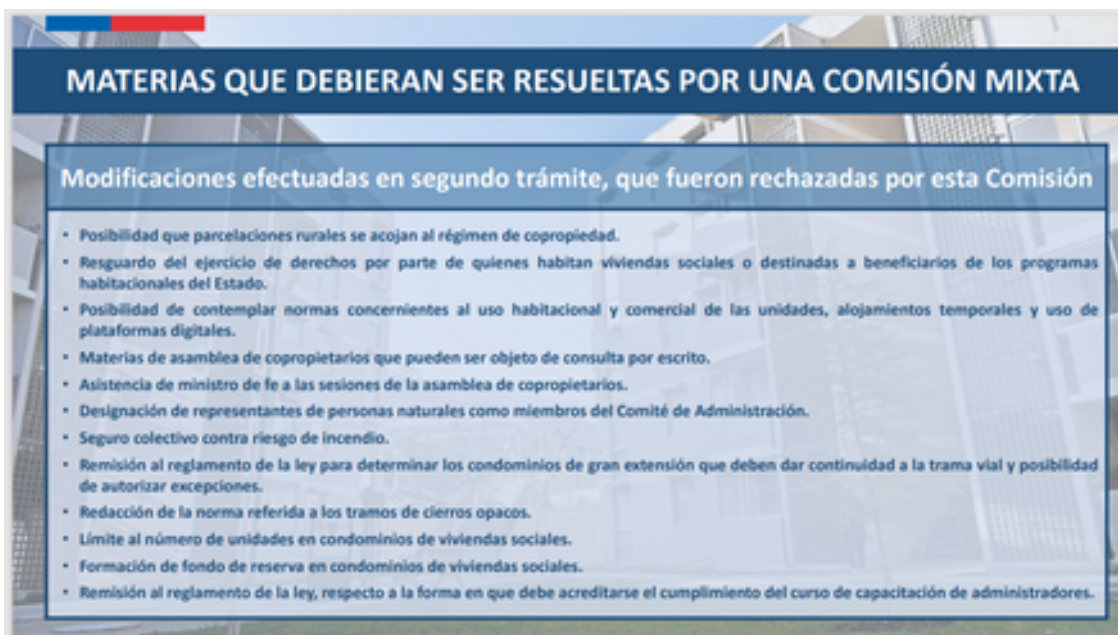 MATERIAS QUE DEBIERAN SER RESUELTAS POR UNA COMISIÓN MIXTA
Modificaciones efectuadas en segundo trámite, que fueron rechazadas por esta Comisión
• Posibilidad que parcelaciones rurales se acojan al régimen de copropiedad.
• Resguardo del ejercicio de derechos por parte de quienes habitan viviendas sociales o destinadas a beneficiarios de los programas
habitacionales del Estado.
• Posibilidad de contemplar normas concernientes al uso habitacional y comercial de las unidades, alojamientos temporales y uso de
plataformas digitales.
• Materias de asamblea de copropietarios que pueden ser objeto de consulta por escrito.
• Asistencia de ministro de fe a las sesiones de la asamblea de copropietarios.
• Designación de representantes de personas naturales como miembros del Comité de Administración.
• Seguro colectivo contra riesgo de incendio.
• Remisión al reglamento de la ley para determinar los condominios de gran extensión que deben dar continuidad a la trama vial y posibilidad
de autorizar excepciones.
• Redacción de la norma referida a los tramos de cierros opacos.
• Límite al número de unidades en condominios de viviendas sociales.
• Formación de fondo de reserva en condominios de viviendas sociales.
• Remisión al reglamento de la ley, respecto a la forma en que debe acreditarse el cumplimiento del curso de capacitación de administradores.